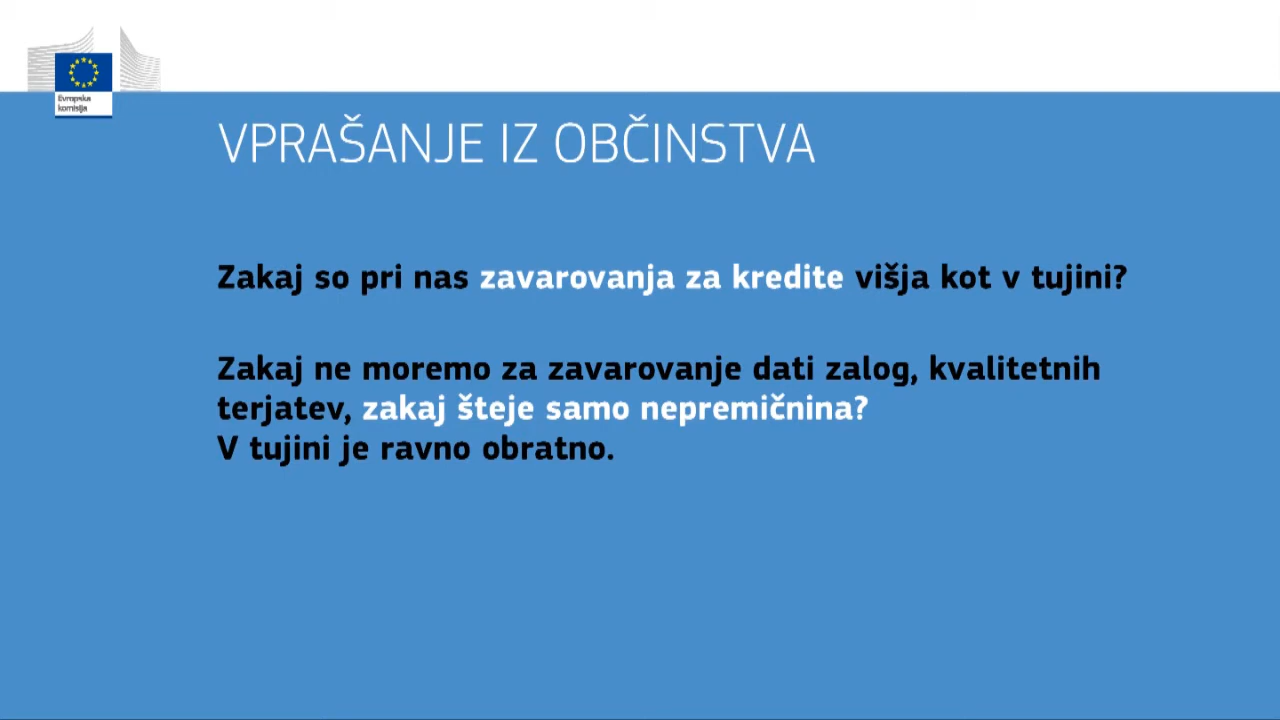 Evropska
komisija
VPRAŠANJE IZ OBČINSTVA
Zakaj so pri nas zavarovanja za kredite višja kot v tujini?
Zakaj ne moremo za zavarovanje dati zalog, kvalitetnih
terjatev, zakaj šteje samo nepremičnina?
V tujini je ravno obratno.